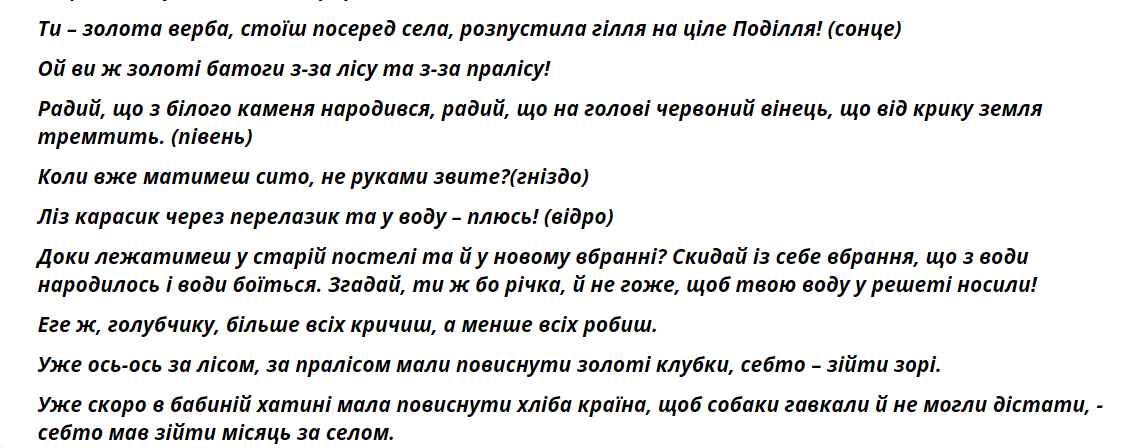 Ти – золота верба, стоїш посеред села, розпустила гілля на ціле Поділля! (сонце)
Ой ви ж золоті батоги з-за лісу та з-за пралісу!
Радий, що з білого каменя народився, радий, що на голові червоний вінець, що від крику земля
тремтить. (півень)
Коли вже матимеш сито, не руками звите?(гніздо)
Ліз карасик через перелазик та у воду – плюсь! (відро)
Доки лежатимеш у старій постелі та й у новому вбранні? Скидай із себе вбрання, що з води
народилось і води боїться. Згадай, ти ж бо річка, й не гоже, щоб твою воду у решеті носили!
Еге ж, голубчику, більше всіх кричиш, а менше всіх робиш.
Уже ось-ось за лісом, за пралісом мали повиснути золоті клубки, себто – зійти зорі.
Уже скоро в бабиній хатині мала повиснути хліба країна, щоб собаки гавкали й не могли дістати, -
себто мав зійти місяць за селом.